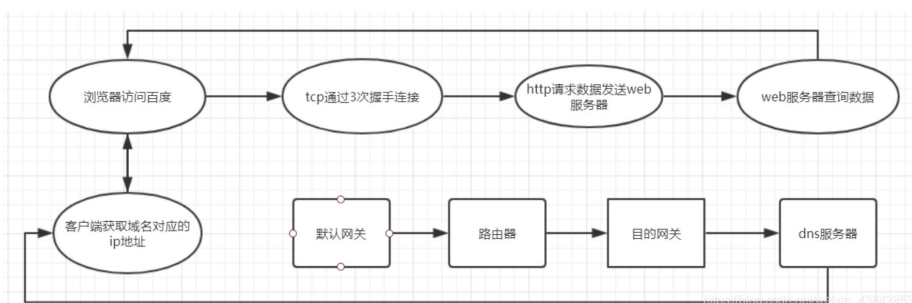 浏览器访问百度
tcp通过3次握手连接
http请求数据发送web
服务器
web服务器查询数据
客户端获取域名对应的
ip地址
默认网关
路由器
目的网关
dns服务器